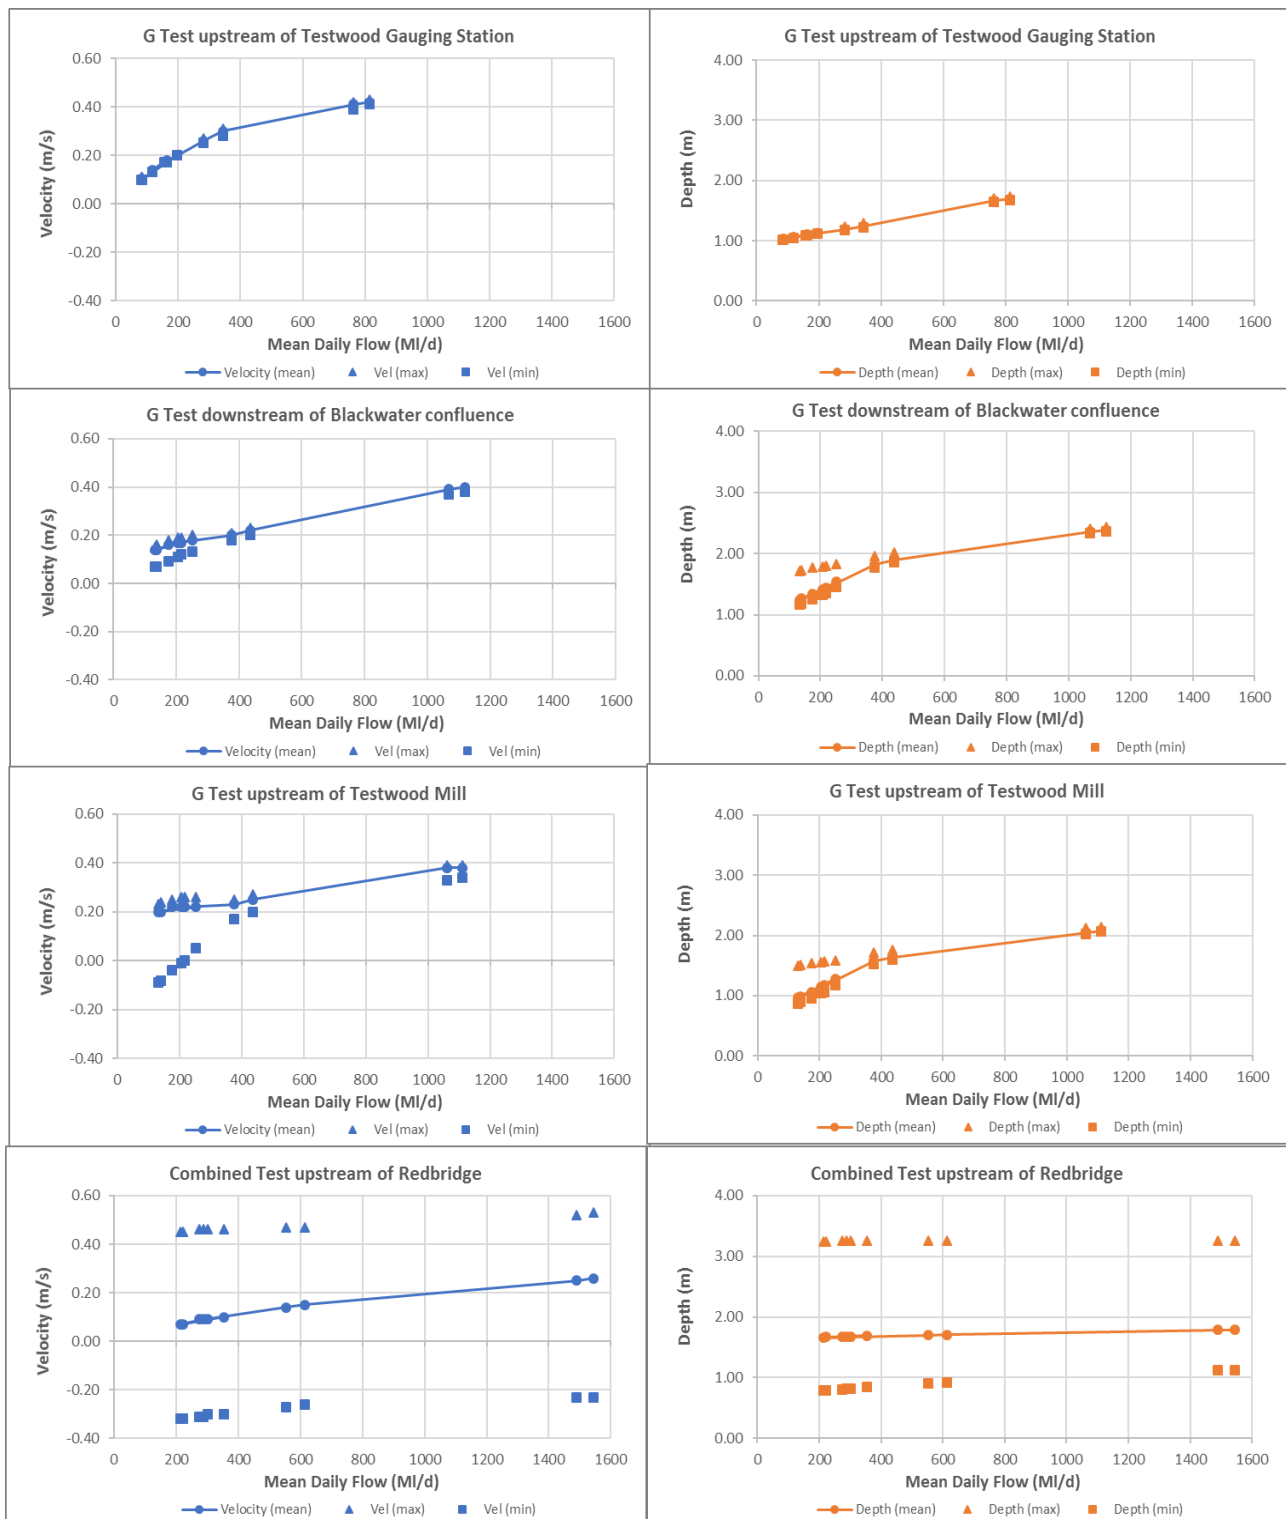 G Test upstream of Testwood Gauging Station
0.60
0.40
0.20
0.00
-0.20
-0.40
Velocity (m/s)
0 200 400 600 800 1000 1200 1400 1600
Mean Daily Flow (Ml/d)
Velocity (mean) Vel (max) Vel (min)
G Test upstream of Testwood Gauging Station
4.00
3.00
2.00
1.00
0.00
Depth (m)
0 200 400 600 800 1000 1200 1400 1600
Mean Daily Flow (Ml/d)
Depth (mean) Depth (max) Depth (min)
G Test downstream of Blackwater confluence
0.60
0.40
0.20
0.00
-0.20
-0.40
Velocity (m/s)
0 200 400 600 800 1000 1200 1400 1600
Mean Daily Flow (Ml/d)
Velocity (mean) Vel (max) Vel (min)
G Test downstream of Blackwater confluence
4.00
3.00
2.00
1.00
0.00
Depth (m)
0 200 400 600 800 1000 1200 1400 1600
Mean Daily Flow (Ml/d)
Depth (mean) Depth (max) Depth (min)
G Test upstream of Testwood Mill
0.60
0.40
0.20
0.00
-0.20
-0.40
Velocity (m/s)
0 200 400 600 800 1000 1200 1400 1600
Mean Daily Flow (Ml/d)
Velocity (mean) Vel (max) Vel (min)
G Test upstream of Testwood Mill
4.00
3.00
2.00
1.00
0.00
Depth (m)
0 200 400 600 800 1000 1200 1400 1600
Mean Daily Flow (Ml/d)
Depth (mean) Depth (max) Depth (min)
Combined Test upstream of Redbridge
0.60
0.40
0.20
0.00
-0.20
-0.40
Velocity (m/s)
0 200 400 600 800 1000 1200 1400 1600
Mean Daily Flow (Ml/d)
Velocity (mean) Vel (max) Vel (min)
Combined Test upstream of Redbridge
4.00
3.00
2.00
1.00
0.00
Depth (m)
0 200 400 600 800 1000 1200 1400 1600
Mean Daily Flow (Ml/d)
Depth (mean) Depth (max) Depth (min)